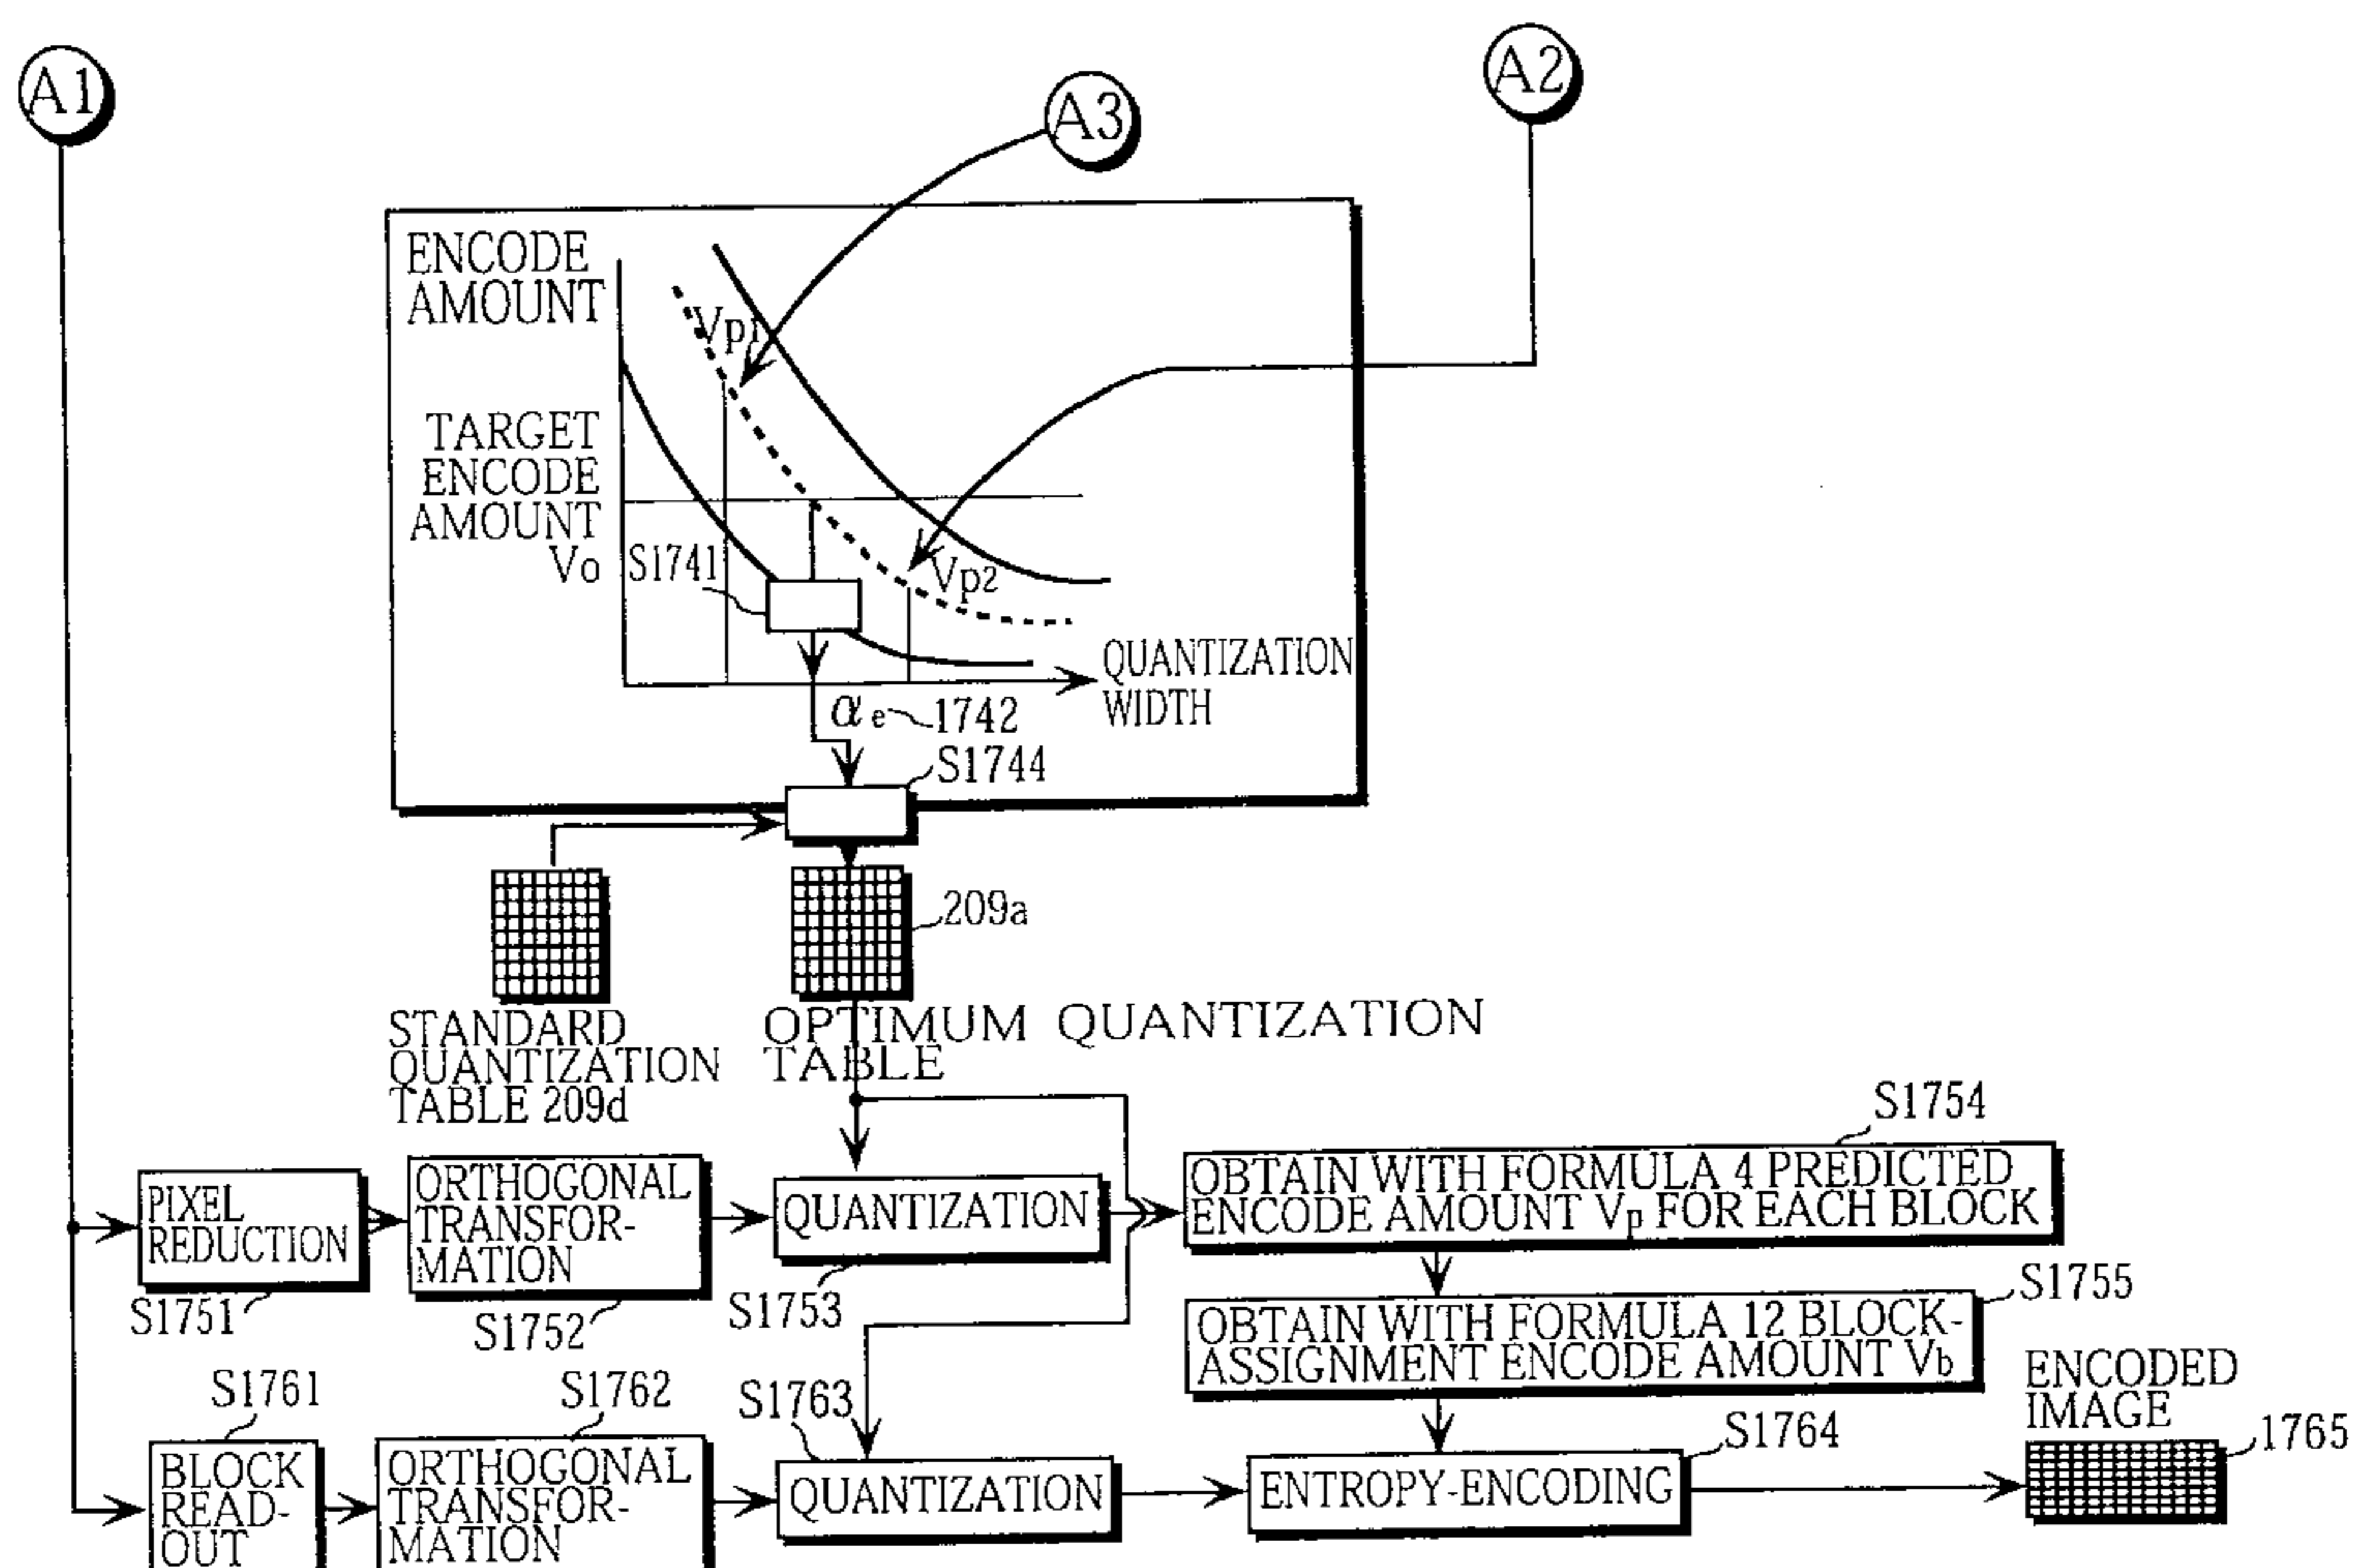 A1
A3
A2
ENCODE
AMOUNT
Vp1
TARGET
ENCODE
AMOUNT
Vo
S1741
Vp2
QUANTIZATION
WIDTH
αe
1742
S1744
209a
STANDARD
QUANTIZATION
TABLE 209d
OPTIMUM QUANTIZATION
TABLE
S1754
PIXEL
REDUCTION
S1751
ORTHOGONAL
TRANSFOR-
MATION
S1752
QUANTIZATION
S1753
OBTAIN WITH FORMULA 4 PREDICTED
ENCODE AMOUNT Vp FOR EACH BLOCK
S1755
OBTAIN WITH FORMULA 12 BLOCK-
ASSIGNMENT ENCODE AMOUNT Vb
S1761
BLOCK
READ-
OUT
S1762
ORTHOGONAL
TRANSFOR-
MATION
S1763
QUANTIZATION
S1764
ENTROPY-ENCODING
ENCODED
IMAGE
1765